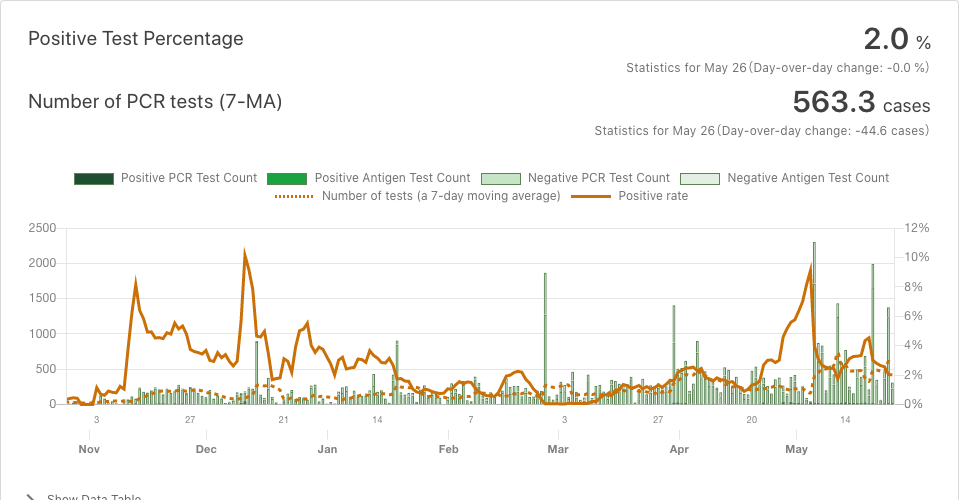 Positive Test Percentage
2.0 %
Statistics for May 26 (Day-over-day change: -0.0 %)
Number of PCR tests (7-MA)
563.3 cases
Statistics for May 26 (Day-over-day change: -44.6 cases)
Positive PCR Test Count Positive Antigen Test Count Negative PCR Test Count Negative Antigen Test Count
Number of tests (a 7-day moving average) Positive rate
2500 12%
2000 10%
1500 8%
1000 6%
500 4%
0 2%
0%
3 27 21 14 7 3 27 20 14
Nov Dec Jan Feb Mar Apr May
Show Data Table